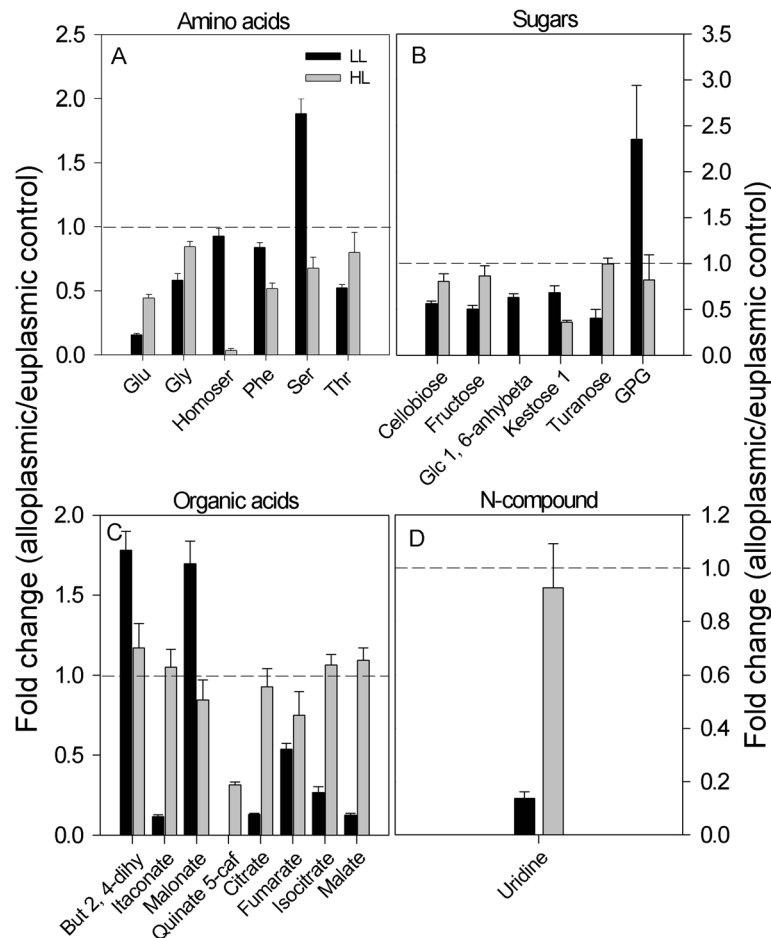 Amino acids
Sugars
Fold change (alloplasmic/euplasmic control)
2.5
2.0
1.5
1.0
0.5
0.0
A
LL
HL
Glu
Gly
Homoser
Phe
Ser
Thr
B
3.5
3.0
2.5
2.0
1.5
1.0
0.5
0.0
Cellobiose
Fructose
Glc 1, 6-anhybeta
Kestose 1
Turanose
GPG
Fold change (alloplasmic/euplasmic control)
Organic acids
N-compound
2.0
1.5
1.0
0.5
0.0
C
But 2, 4-dihy
Itaconate
Malonate
Quinate 5-caf
Citrate
Fumarate
Isocitrate
Malate
D
1.2
1.0
0.8
0.6
0.4
0.2
0.0
Uridine